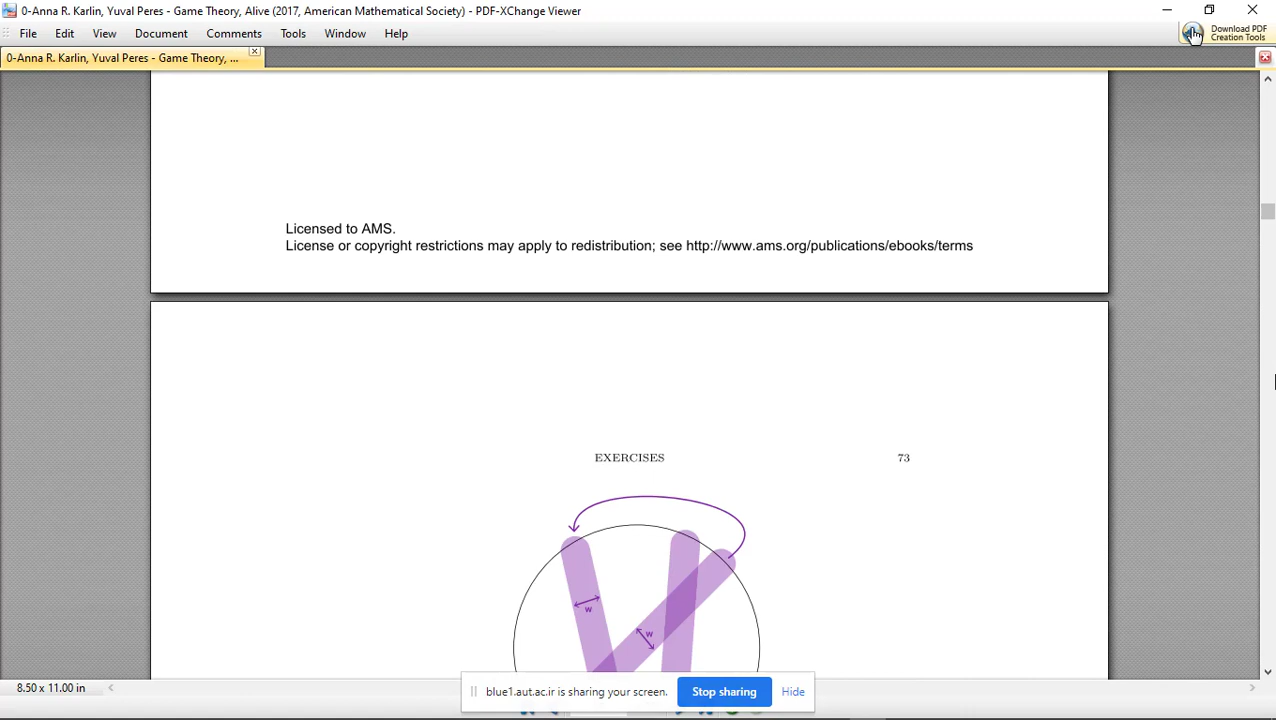 0-Anna R. Karlin, Yuval Peres - Game Theory, Alive (2017, American Mathematical Society) - PDF-XChange Viewer
File Edit View Document Comments Tools Window Help
Download PDF
Creation Tools
0-Anna R. Karlin, Yuval Peres - Game Theory, ...
Licensed to AMS.
License or copyright restrictions may apply to redistribution; see http://www.ams.org/publications/ebooks/terms
EXERCISES 73
w
w
8.50 x 11.00 in
blue1.aut.ac.ir is sharing your screen. Stop sharing Hide